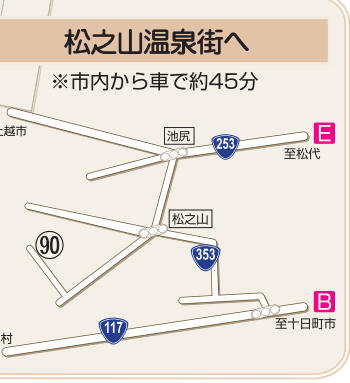 松之山温泉街へ
※市内から車で約45分
越市
池尻
253
E
至松代
松之山
90
353
B
至十日町市
117
村